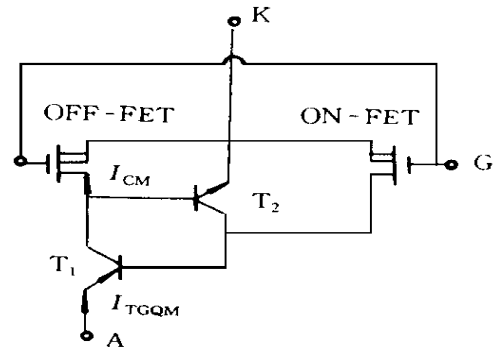 K
OFF-FET
ON-FET
I_CM
G
T_2
T_1
I_TGQM
A